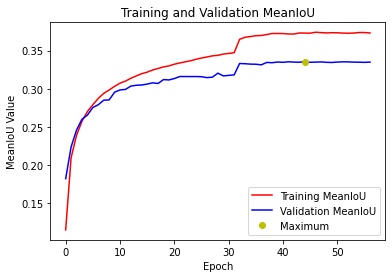 Training and Validation MeanIoU
MeanIoU Value
0.35
0.30
0.25
0.20
0.15
Training MeanIoU
Validation MeanIoU
Maximum
0 10 20 30 40 50
Epoch